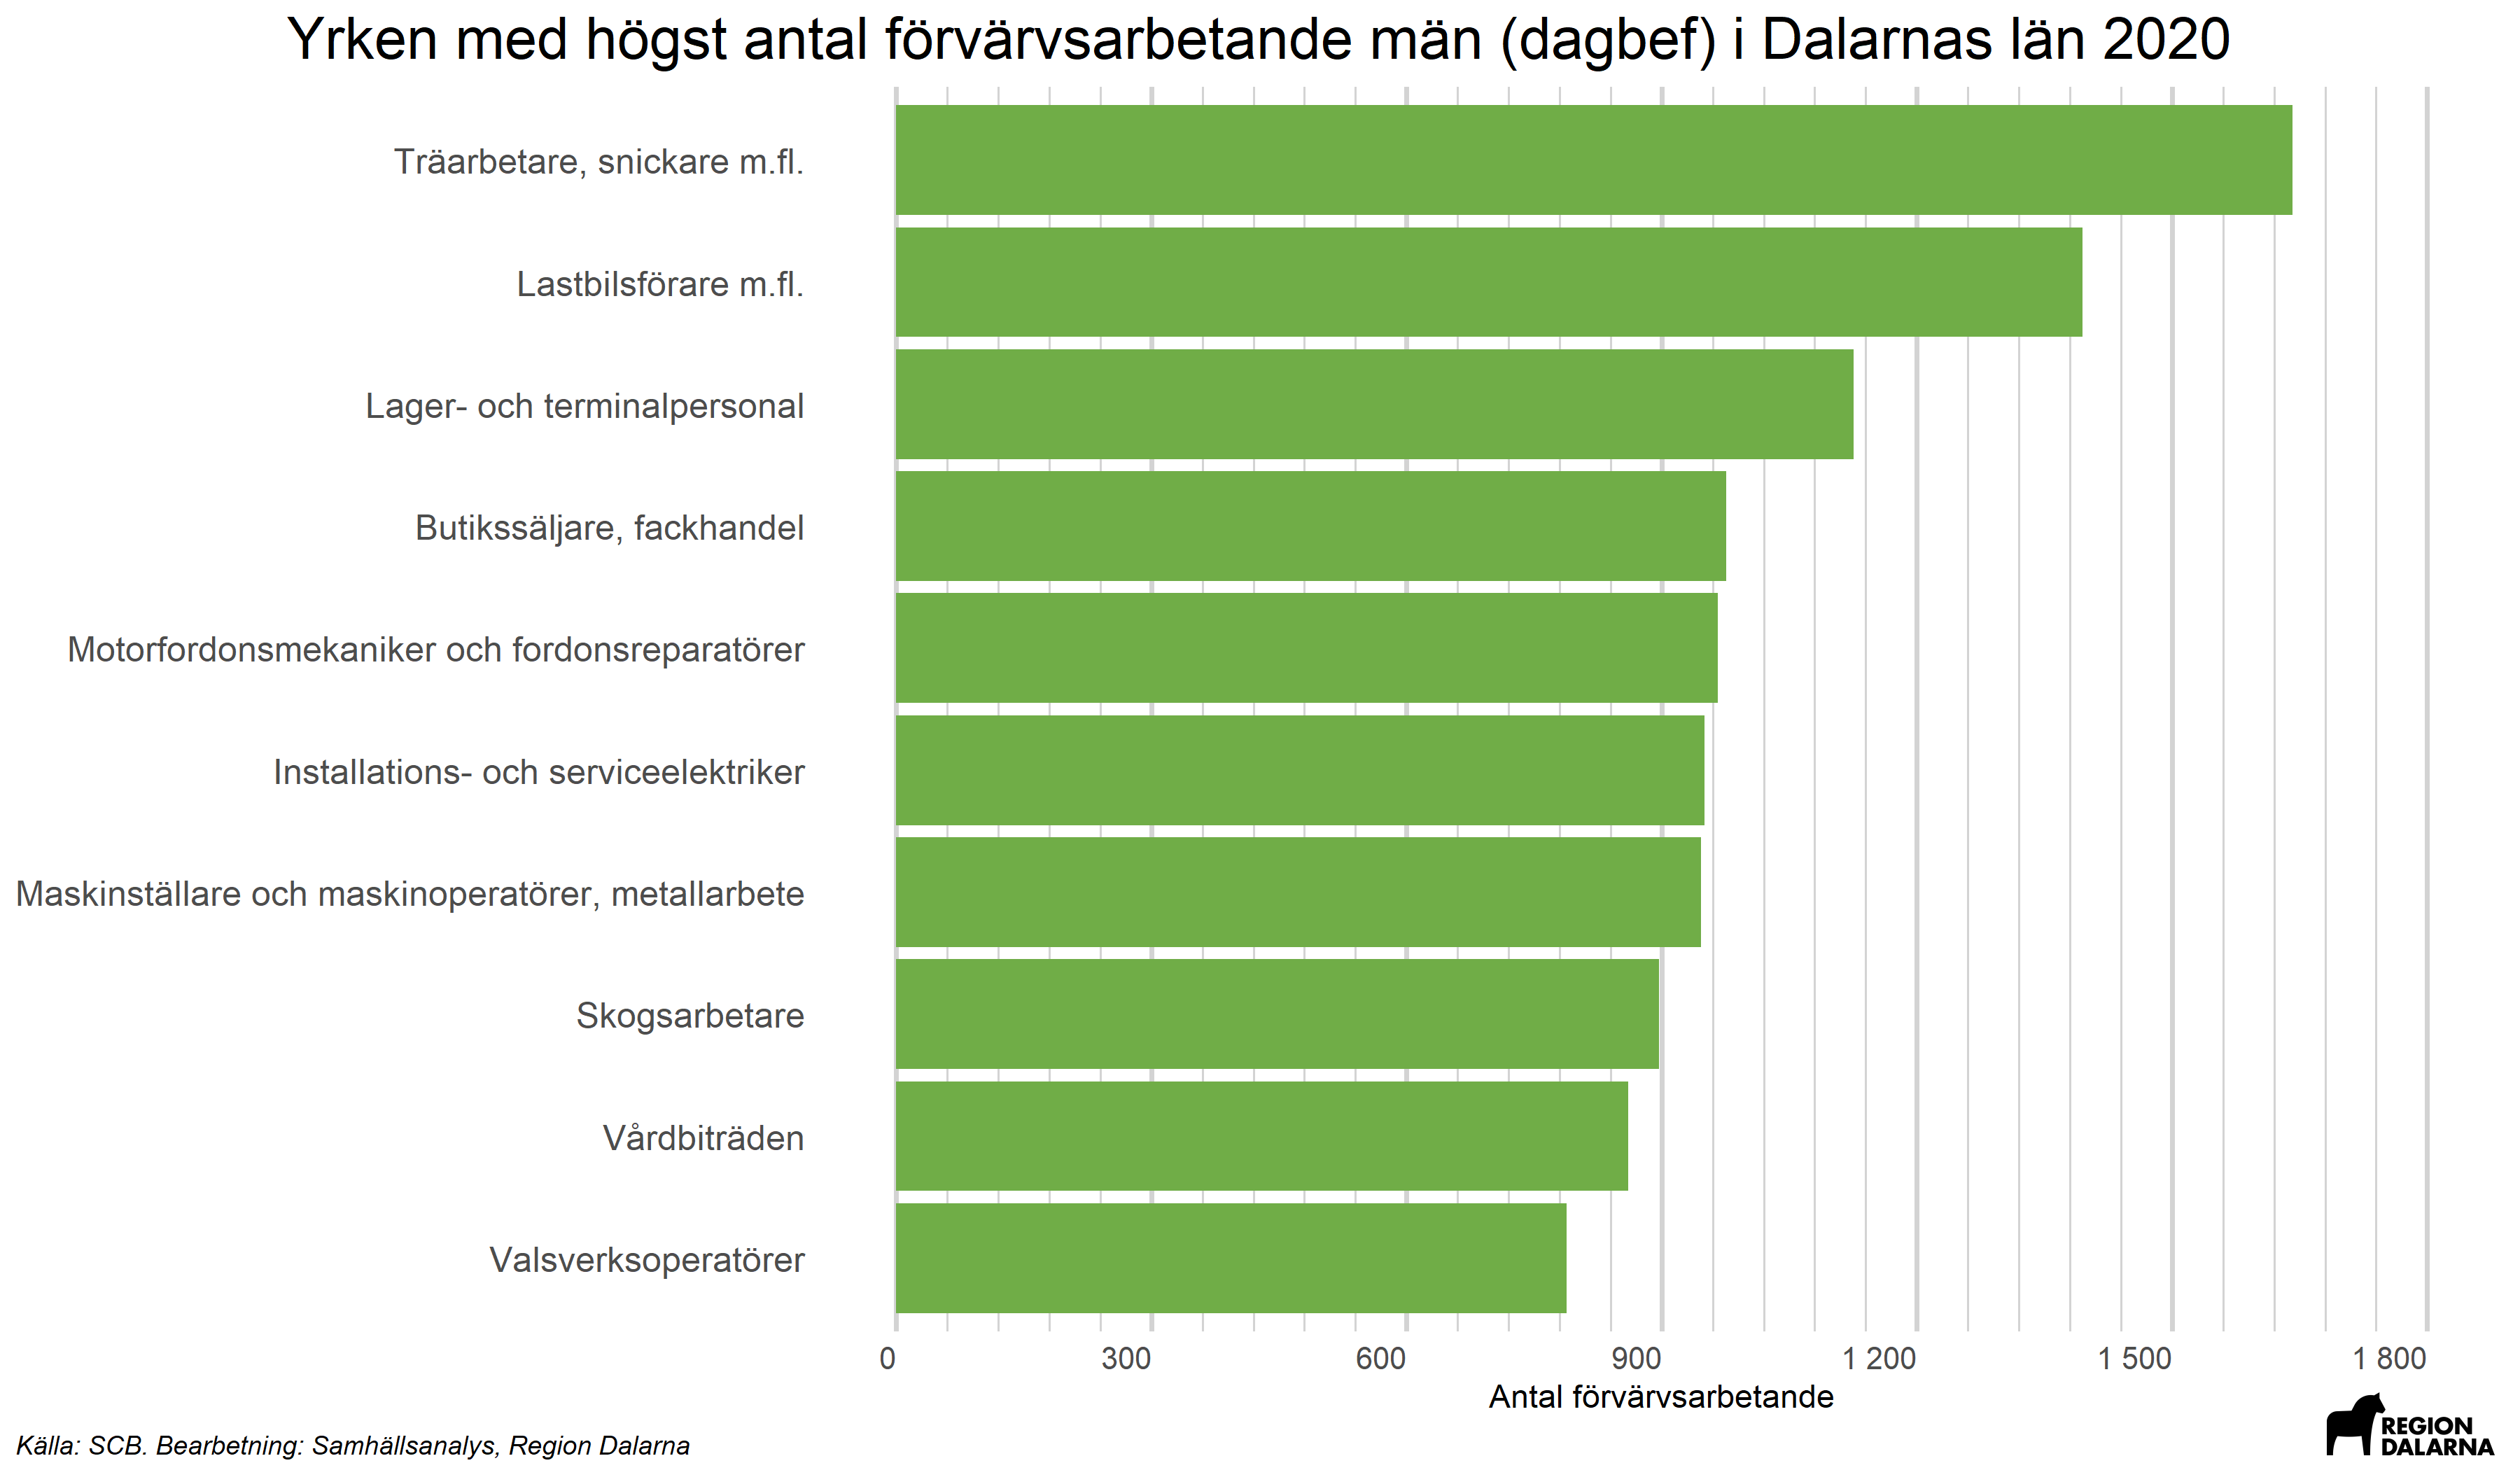 Yrken med högst antal förvärvsarbetande män (dagbef) i Dalarnas län 2020
Träarbetare, snickare m.fl.
Lastbilsförare m.fl.
Lager- och terminalpersonal
Butikssäljare, fackhandel
Motorfordonsmekaniker och fordonsreparatörer
Installations- och serviceelektriker
Maskinställare och maskinoperatörer, metallarbete
Skogsarbetare
Vårdbiträden
Valsverksoperatörer
0 300 600 900 1 200 1 500 1 800
Antal förvärvsarbetande
Källa: SCB. Bearbetning: Samhällsanalys, Region Dalarna
REGION
DALARNA